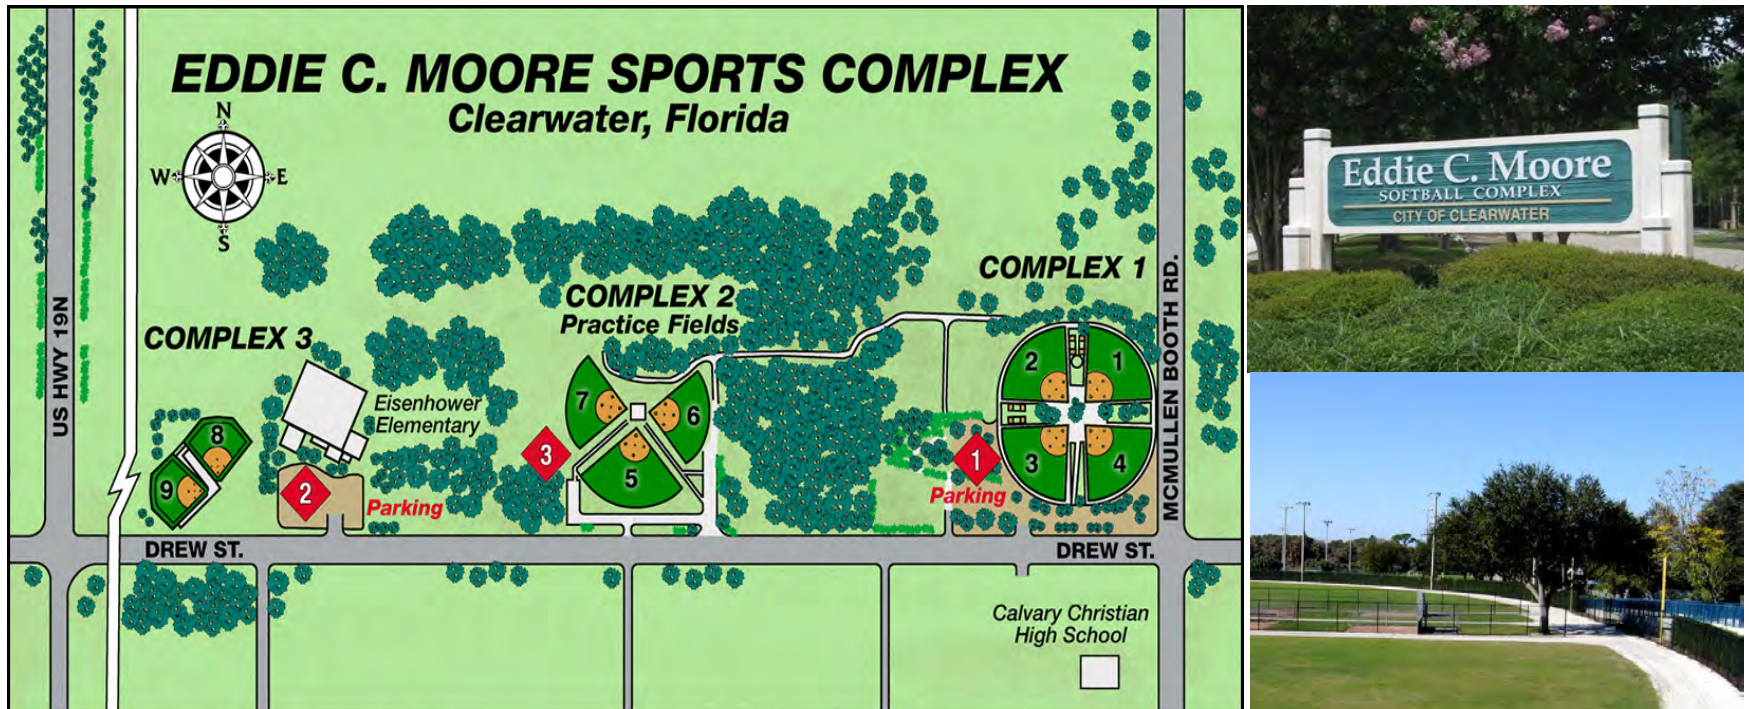 EDDIE C. MOORE SPORTS COMPLEX
Clearwater, Florida
N
W
E
S
COMPLEX 1
COMPLEX 2
Practice Fields
COMPLEX 3
Eisenhower
Elementary
US HWY 19N
MCMULLEN BOOTH RD.
2
1
3
4
7
6
5
8
9
3
2
1
Parking
Parking
DREW ST.
DREW ST.
Calvary Christian
High School
Eddie C. Moore
SOFTBALL COMPLEX
CITY OF CLEARWATER